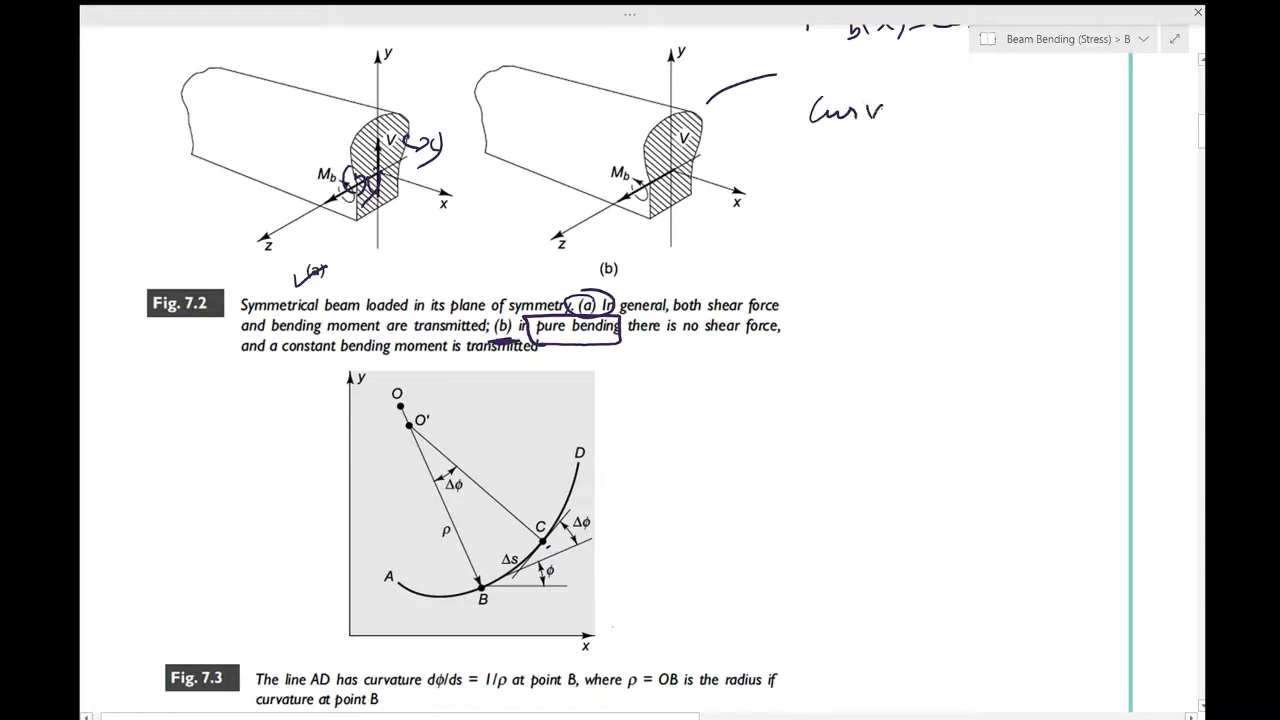 Beam Bending (Stress) > B
y
y
V
(x)
V
Mb
(x)
Mb
x
x
z
z
(a)
(b)
Curv
Fig. 7.2
Symmetrical beam loaded in its plane of symmetry. (a) In general, both shear force
and bending moment are transmitted; (b) in pure bending there is no shear force,
and a constant bending moment is transmitted
y
O
O'
D
Δϕ
C
Δϕ
ρ
Δs
ϕ
A
B
x
Fig. 7.3
The line AD has curvature dϕ/ds = 1/ρ at point B, where ρ = OB is the radius if
curvature at point B